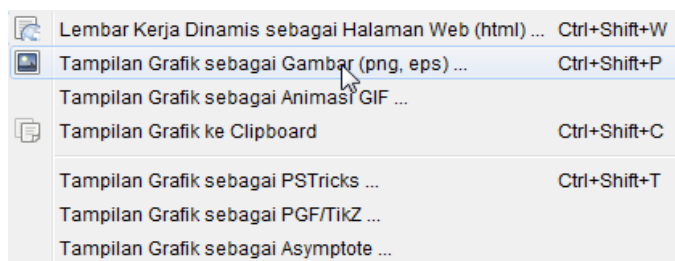 Lembar Kerja Dinamis sebagai Halaman Web (html) ... Ctrl+Shift+W
Tampilan Grafik sebagai Gambar (png, eps) ... Ctrl+Shift+P
Tampilan Grafik sebagai Animasi GIF ...
Tampilan Grafik ke Clipboard Ctrl+Shift+C
Tampilan Grafik sebagai PSTricks ... Ctrl+Shift+T
Tampilan Grafik sebagai PGF/TikZ ...
Tampilan Grafik sebagai Asymptote ...